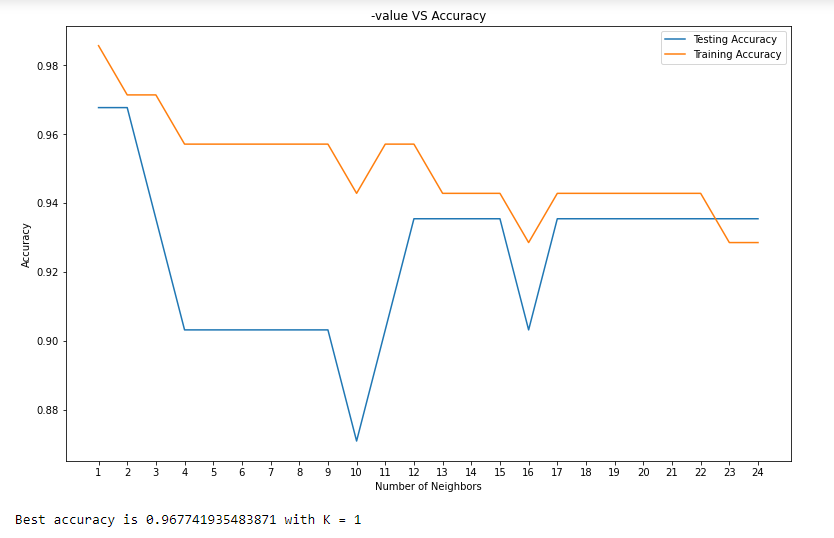 -value VS Accuracy
Testing Accuracy
Training Accuracy
0.98
0.96
0.94
0.92
0.90
0.88
Accuracy
1 2 3 4 5 6 7 8 9 10 11 12 13 14 15 16 17 18 19 20 21 22 23 24
Number of Neighbors
Best accuracy is 0.967741935483871 with K = 1